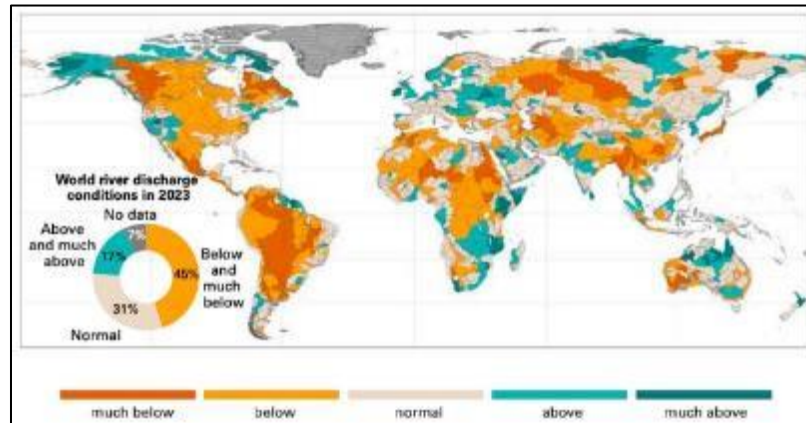 World river discharge
conditions in 2023
No data
7%
Above
and much
above
17%
Below
and
much
below
45%
31%
Normal
much below
below
normal
above
much above